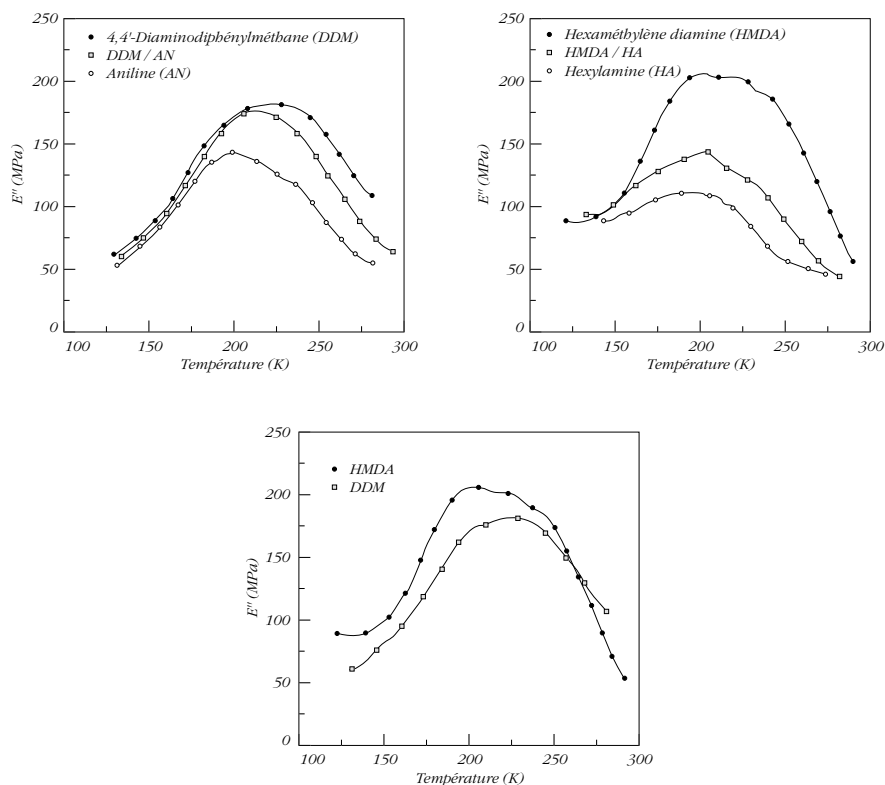 250
200
150
100
50
0
E" (MPa)
4,4'-Diaminodiphénylméthane (DDM)
DDM / AN
Aniline (AN)
100 150 200 250 300
Température (K)
250
200
150
100
50
0
E" (MPa)
Hexaméthylène diamine (HMDA)
HMDA / HA
Hexylamine (HA)
100 150 200 250 300
Température (K)
250
200
150
100
50
0
E" (MPa)
HMDA
DDM
100 150 200 250 300
Température (K)